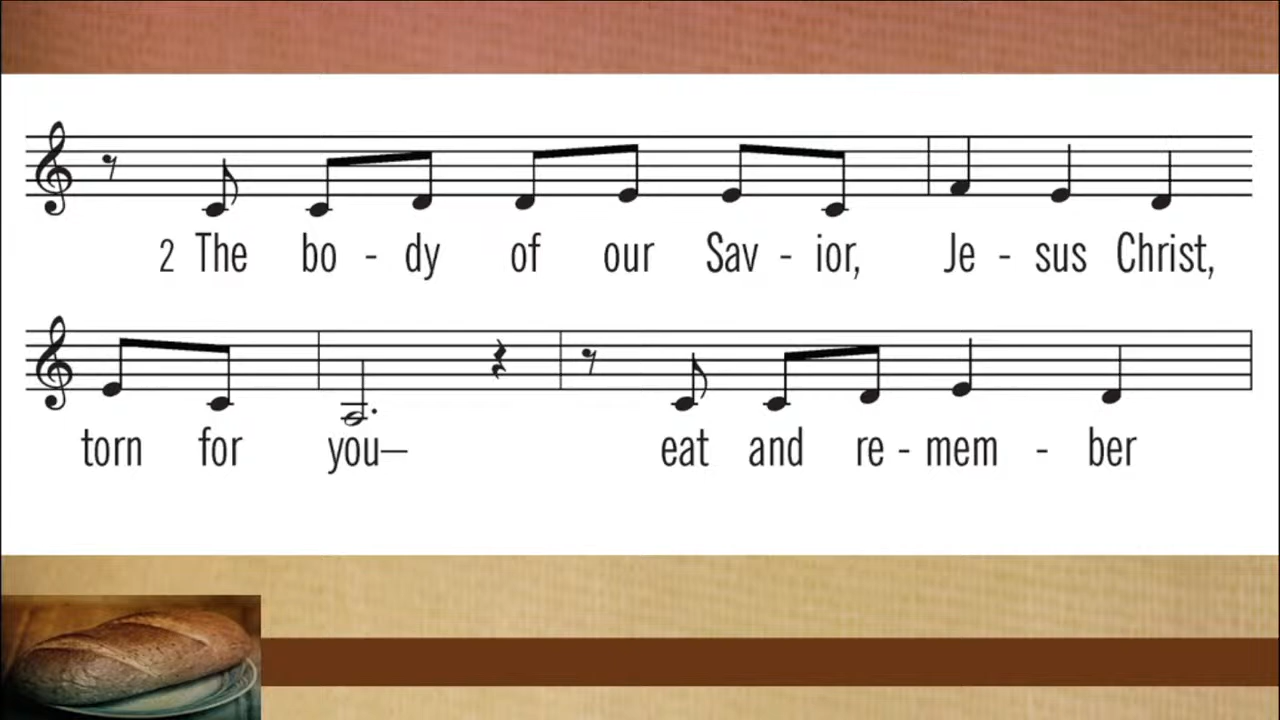 2 The bo - dy of our Sav - ior, Je - sus Christ,
torn for you— eat and re - mem - ber